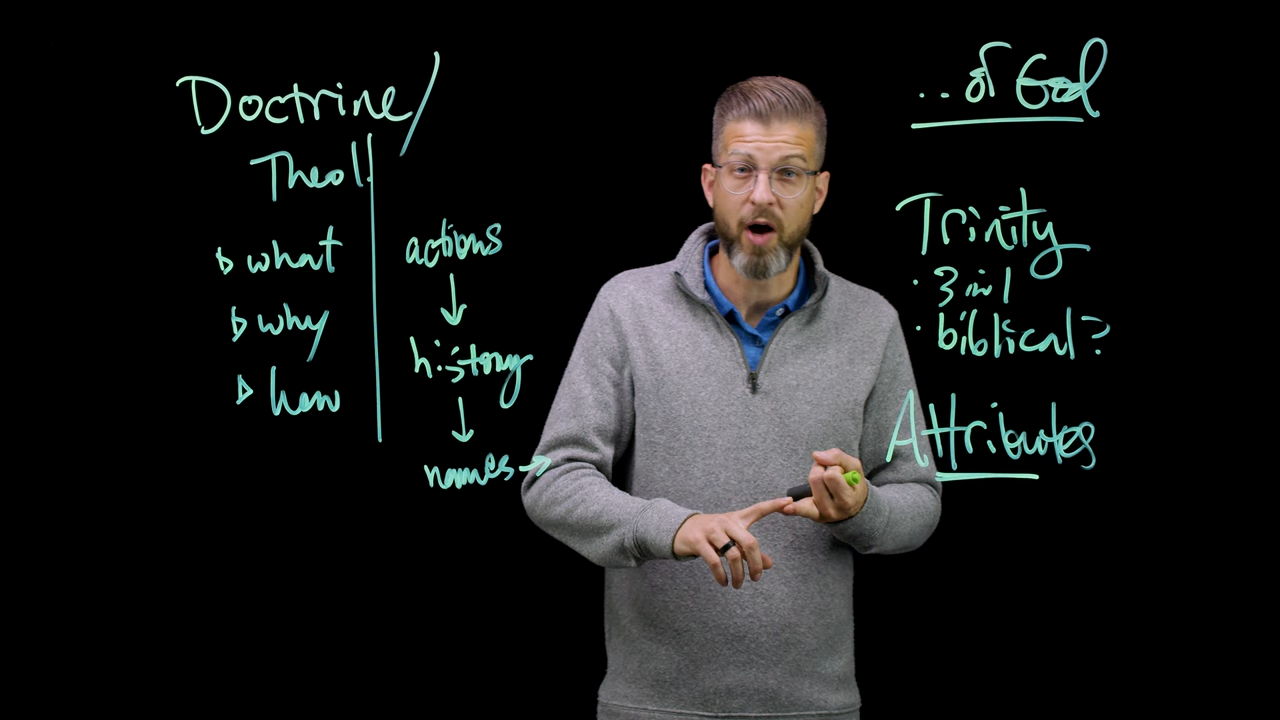 Doctrine/
Theol.
▷ what
▷ why
▷ how
actions
↓
history
↓
names →
... of God
Trinity
· 3 in 1
· biblical?
Attributes